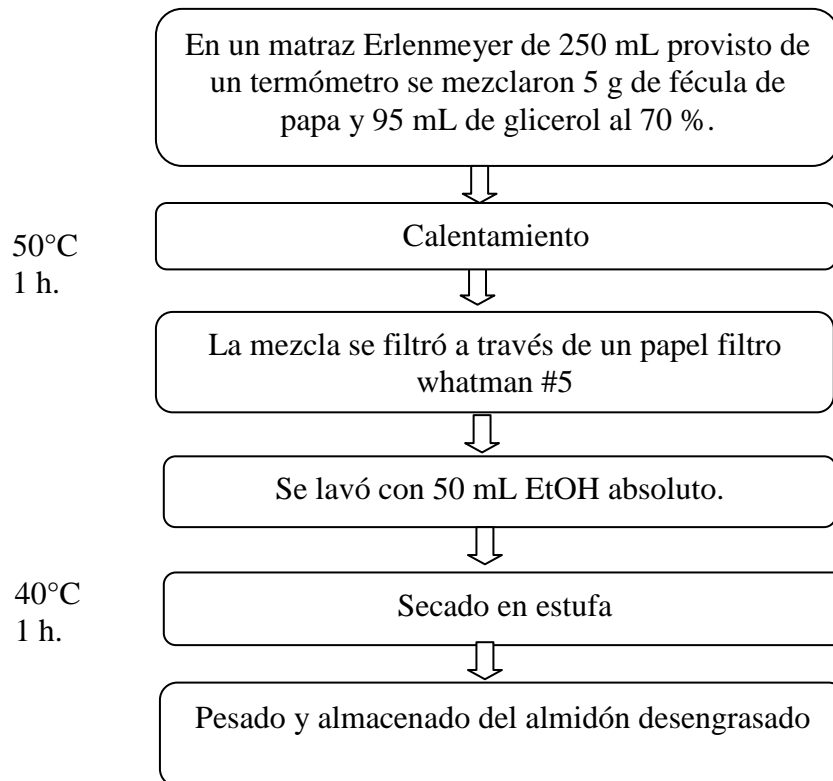 En un matraz Erlenmeyer de 250 mL provisto de
un termómetro se mezclaron 5 g de fécula de
papa y 95 mL de glicerol al 70 %.
50°C
1 h.
Calentamiento
La mezcla se filtró a través de un papel filtro
whatman #5
Se lavó con 50 mL EtOH absoluto.
40°C
1 h.
Secado en estufa
Pesado y almacenado del almidón desengrasado